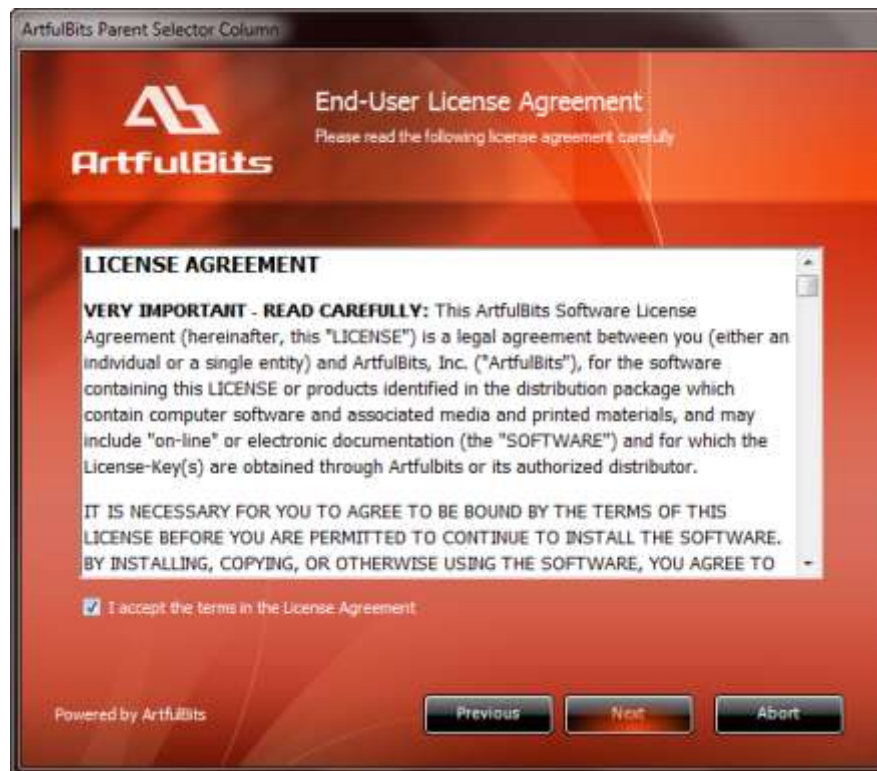 ArtfulBits Parent Selector Column
ArtfulBits
End-User License Agreement
Please read the following license agreement carefully
LICENSE AGREEMENT
VERY IMPORTANT - READ CAREFULLY: This ArtfulBits Software License
Agreement (hereinafter, this "LICENSE") is a legal agreement between you (either an
individual or a single entity) and ArtfulBits, Inc. ("ArtfulBits"), for the software
containing this LICENSE or products identified in the distribution package which
contain computer software and associated media and printed materials, and may
include "on-line" or electronic documentation (the "SOFTWARE") and for which the
License-Key(s) are obtained through Artfulbits or its authorized distributor.
IT IS NECESSARY FOR YOU TO AGREE TO BE BOUND BY THE TERMS OF THIS
LICENSE BEFORE YOU ARE PERMITTED TO CONTINUE TO INSTALL THE SOFTWARE.
BY INSTALLING, COPYING, OR OTHERWISE USING THE SOFTWARE, YOU AGREE TO
I accept the terms in the License Agreement
Powered by ArtfulBits
Previous
Next
Abort